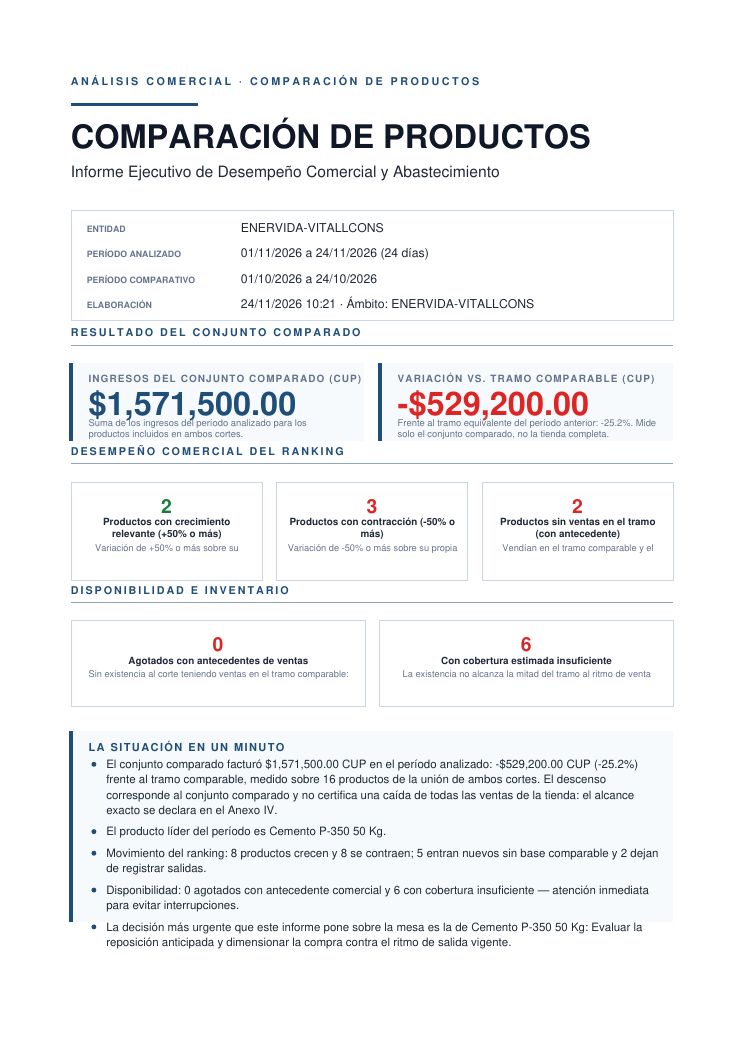 ANÁLISIS COMERCIAL · COMPARACIÓN DE PRODUCTOS
COMPARACIÓN DE PRODUCTOS
Informe Ejecutivo de Desempeño Comercial y Abastecimiento
ENTIDAD ENERVIDA-VITALLCONS
PERÍODO ANALIZADO 01/11/2026 a 24/11/2026 (24 días)
PERÍODO COMPARATIVO 01/10/2026 a 24/10/2026
ELABORACIÓN 24/11/2026 10:21 · Ámbito: ENERVIDA-VITALLCONS
RESULTADO DEL CONJUNTO COMPARADO
INGRESOS DEL CONJUNTO COMPARADO (CUP)
$1,571,500.00
Suma de los ingresos del período analizado para los
productos incluidos en ambos cortes.
VARIACIÓN VS. TRAMO COMPARABLE (CUP)
-$529,200.00
Frente al tramo equivalente del período anterior: -25.2%. Mide
solo el conjunto comparado, no la tienda completa.
DESEMPEÑO COMERCIAL DEL RANKING
2
Productos con crecimiento
relevante (+50% o más)
Variación de +50% o más sobre su
3
Productos con contracción (-50% o
más)
Variación de -50% o más sobre su propia
2
Productos sin ventas en el tramo
(con antecedente)
Vendían en el tramo comparable y el
DISPONIBILIDAD E INVENTARIO
0
Agotados con antecedentes de ventas
Sin existencia al corte teniendo ventas en el tramo comparable:
6
Con cobertura estimada insuficiente
La existencia no alcanza la mitad del tramo al ritmo de venta
LA SITUACIÓN EN UN MINUTO
• El conjunto comparado facturó $1,571,500.00 CUP en el período analizado: -$529,200.00 CUP (-25.2%)
frente al tramo comparable, medido sobre 16 productos de la unión de ambos cortes. El descenso
corresponde al conjunto comparado y no certifica una caída de todas las ventas de la tienda: el alcance
exacto se declara en el Anexo IV.
• El producto líder del período es Cemento P-350 50 Kg.
• Movimiento del ranking: 8 productos crecen y 8 se contraen; 5 entran nuevos sin base comparable y 2 dejan
de registrar salidas.
• Disponibilidad: 0 agotados con antecedente comercial y 6 con cobertura insuficiente — atención inmediata
para evitar interrupciones.
• La decisión más urgente que este informe pone sobre la mesa es la de Cemento P-350 50 Kg: Evaluar la
reposición anticipada y dimensionar la compra contra el ritmo de salida vigente.